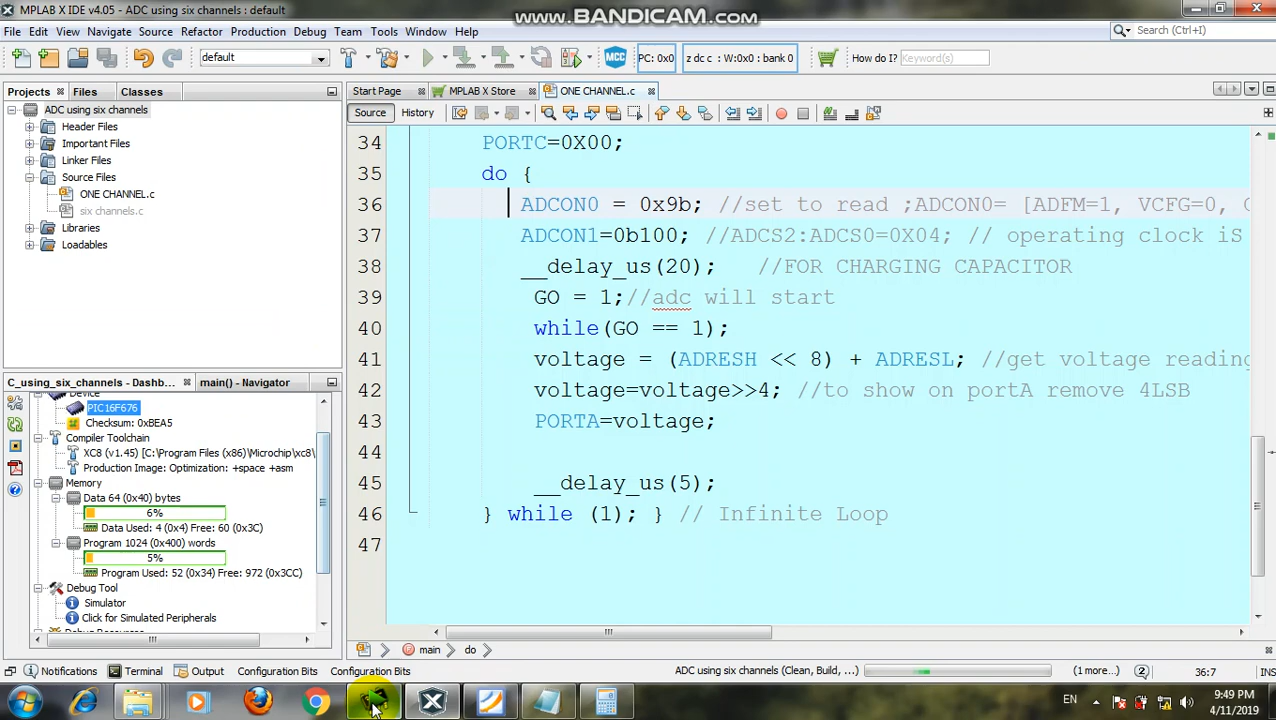 MPLAB X IDE v4.05 - ADC using six channels : default
www.BANDICAM.com
File Edit View Navigate Source Refactor Production Debug Team Tools Window Help
Search (Ctrl+I)
default
MCC
PC: 0x0
z dc c : W:0x0 : bank 0
How do I?
Keyword(s)
Projects
Files
Classes
Start Page
MPLAB X Store
ONE CHANNEL.c
Source
History
ADC using six channels
Header Files
Important Files
Linker Files
Source Files
ONE CHANNEL.c
six channels.c
Libraries
Loadables
34 PORTC=0X00;
35 do {
36 ADCON0 = 0x9b; //set to read ;ADCON0= [ADFM=1, VCFG=0, C
37 ADCON1=0b100; //ADCS2:ADCS0=0X04; // operating clock iS
38 __delay_us(20); //FOR CHARGING CAPACITOR
39 GO = 1;//adc will start
40 while(GO == 1);
41 voltage = (ADRESH << 8) + ADRESL; //get voltage reading
42 voltage=voltage>>4; //to show on portA remove 4LSB
43 PORTA=voltage;
44
45 __delay_us(5);
46 } while (1); } // Infinite Loop
47
C_using_six_channels - Dashb...
main() - Navigator
Device
PIC16F676
Checksum: 0xBEA5
Compiler Toolchain
XC8 (v1.45) [C:\Program Files (x86)\Microchip\xc8\
Production Image: Optimization: +space +asm
Memory
Data 64 (0x40) bytes
6%
Data Used: 4 (0x4) Free: 60 (0x3C)
Program 1024 (0x400) words
5%
Program Used: 52 (0x34) Free: 972 (0x3CC)
Debug Tool
Simulator
Click for Simulated Peripherals
main
do
Notifications
Terminal
Output
Configuration Bits
Configuration Bits
ADC using six channels (Clean, Build, ...
(1 more...)
36:7
INS
EN
9:49 PM
4/11/2019